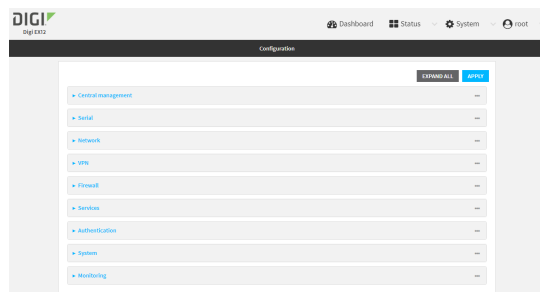 DIGI
Digi EX12
Dashboard Status System root
Configuration
EXPAND ALL APPLY
Central management
Serial
Network
VPN
Firewall
Services
Authentication
System
Monitoring